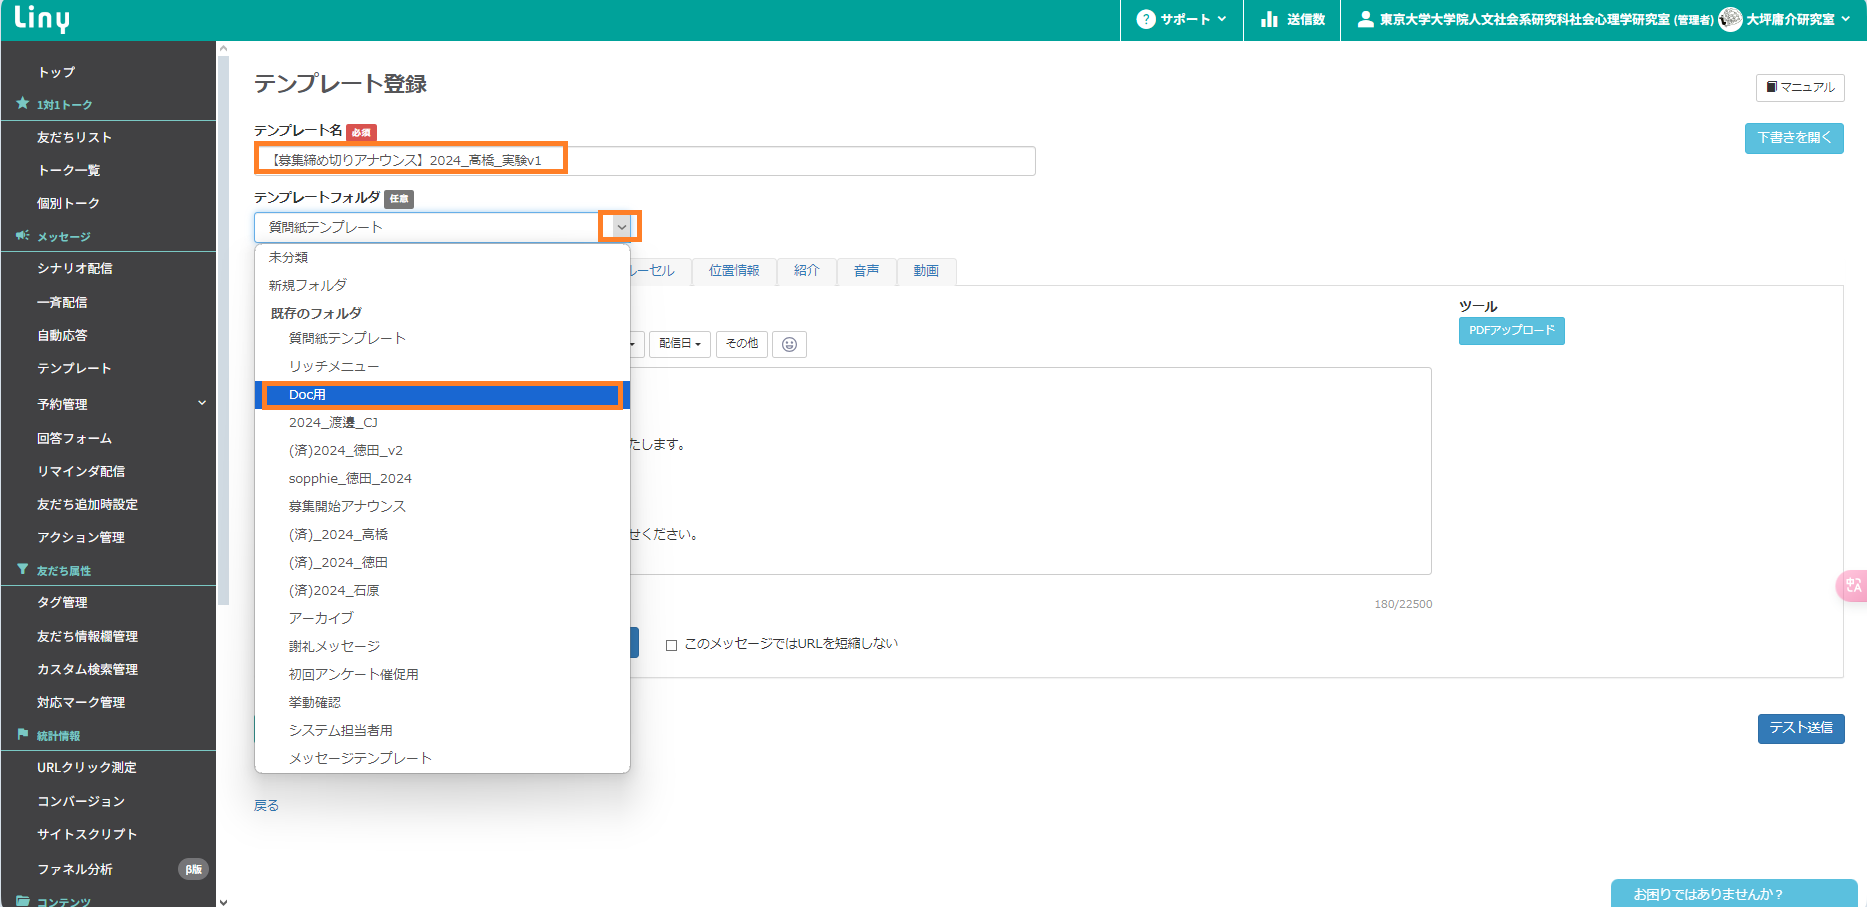 Liny
サポート
送信数
東京大学大学院人文社会系研究科社会心理学研究室 (管理者)
大坪庸介研究室
トップ
1対1トーク
友だちリスト
トーク一覧
個別トーク
メッセージ
シナリオ配信
一斉配信
自動応答
テンプレート
予約管理
回答フォーム
リマインダ配信
友だち追加時設定
アクション管理
友だち属性
タグ管理
友だち情報欄管理
カスタム検索管理
対応マーク管理
統計情報
URLクリック測定
コンバージョン
サイトスクリプト
ファネル分析 β版
コンテンツ
テンプレート登録
マニュアル
下書きを開く
テンプレート名 必須
【募集締め切りアナウンス】2024_高橋_実験v1
テンプレートフォルダ 任意
質問紙テンプレート
未分類
新規フォルダ
既存のフォルダ
質問紙テンプレート
リッチメニュー
Doc用
2024_渡邊_CJ
(済)2024_徳田_v2
sopphie_徳田_2024
募集開始アナウンス
(済)_2024_高橋
(済)_2024_徳田
(済)2024_石原
アーカイブ
謝礼メッセージ
初回アンケート催促用
挙動確認
システム担当者用
メッセージテンプレート
ルーセル
位置情報
紹介
音声
動画
ツール
PDFアップロード
配信日
その他
たします。
せください。
180/22500
このメッセージではURLを短縮しない
テスト送信
戻る
お困りではありませんか？